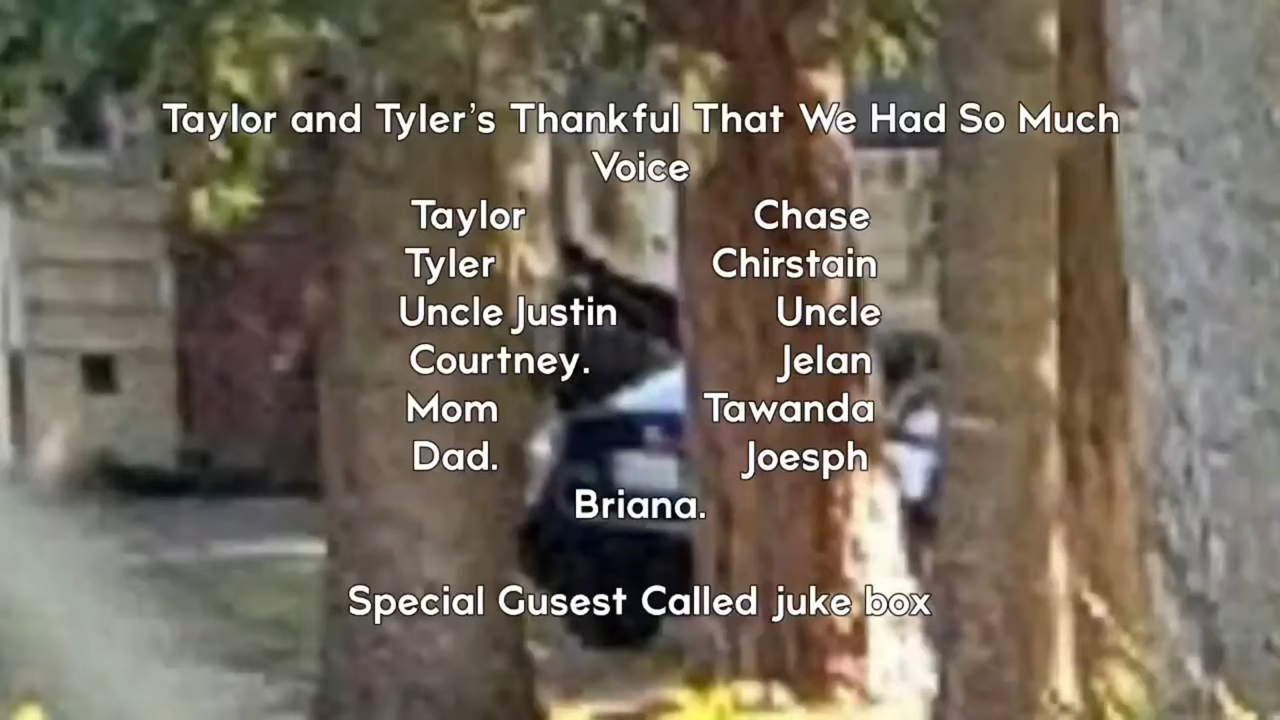 Taylor and Tyler's Thankful That We Had So Much
Voice
Taylor Chase
Tyler Chirstain
Uncle Justin Uncle
Courtney. Jelan
Mom Tawanda
Dad. Joesph
Briana.
Special Gusest Called juke box